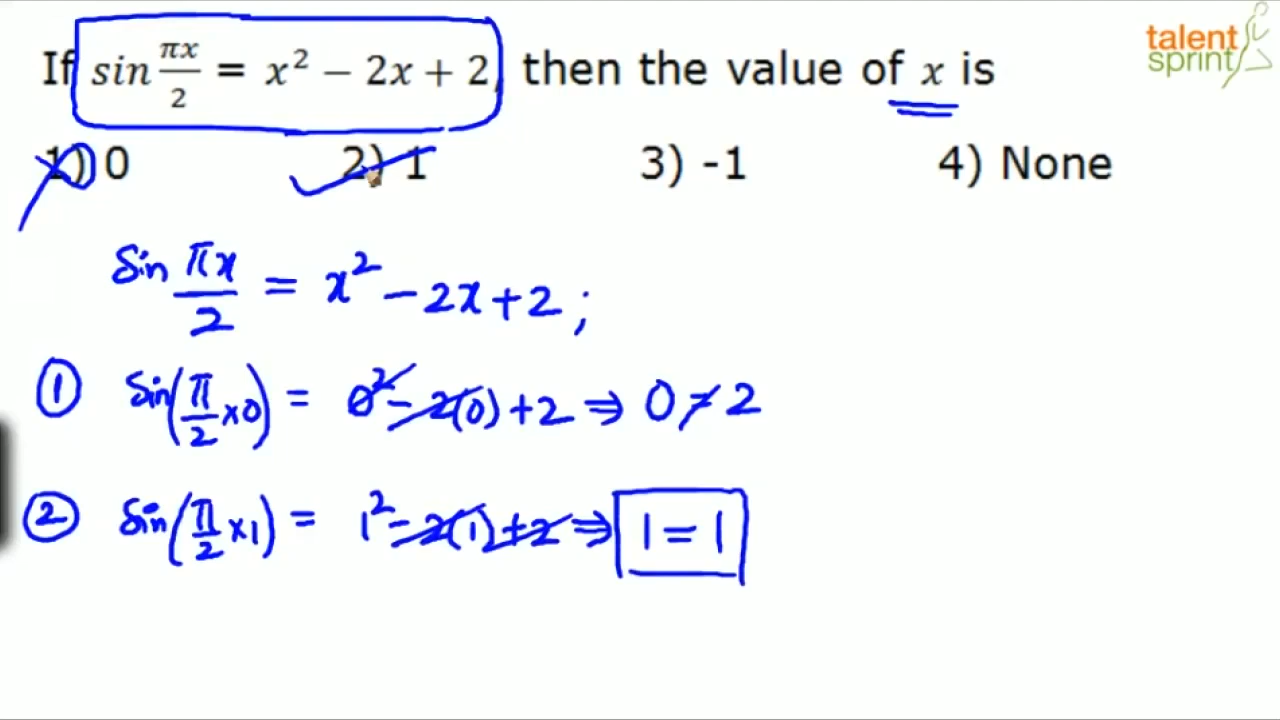 talent
sprint
If sin πx/2 = x² − 2x + 2, then the value of x is
1) 0 2) 1 3) -1 4) None
sin πx/2 = x² − 2x + 2 ;
① sin(π/2 × 0) = 0² − 2(0) + 2 ⇒ 0 ≠ 2
② sin(π/2 × 1) = 1² − 2(1) + 2 ⇒ 1 = 1